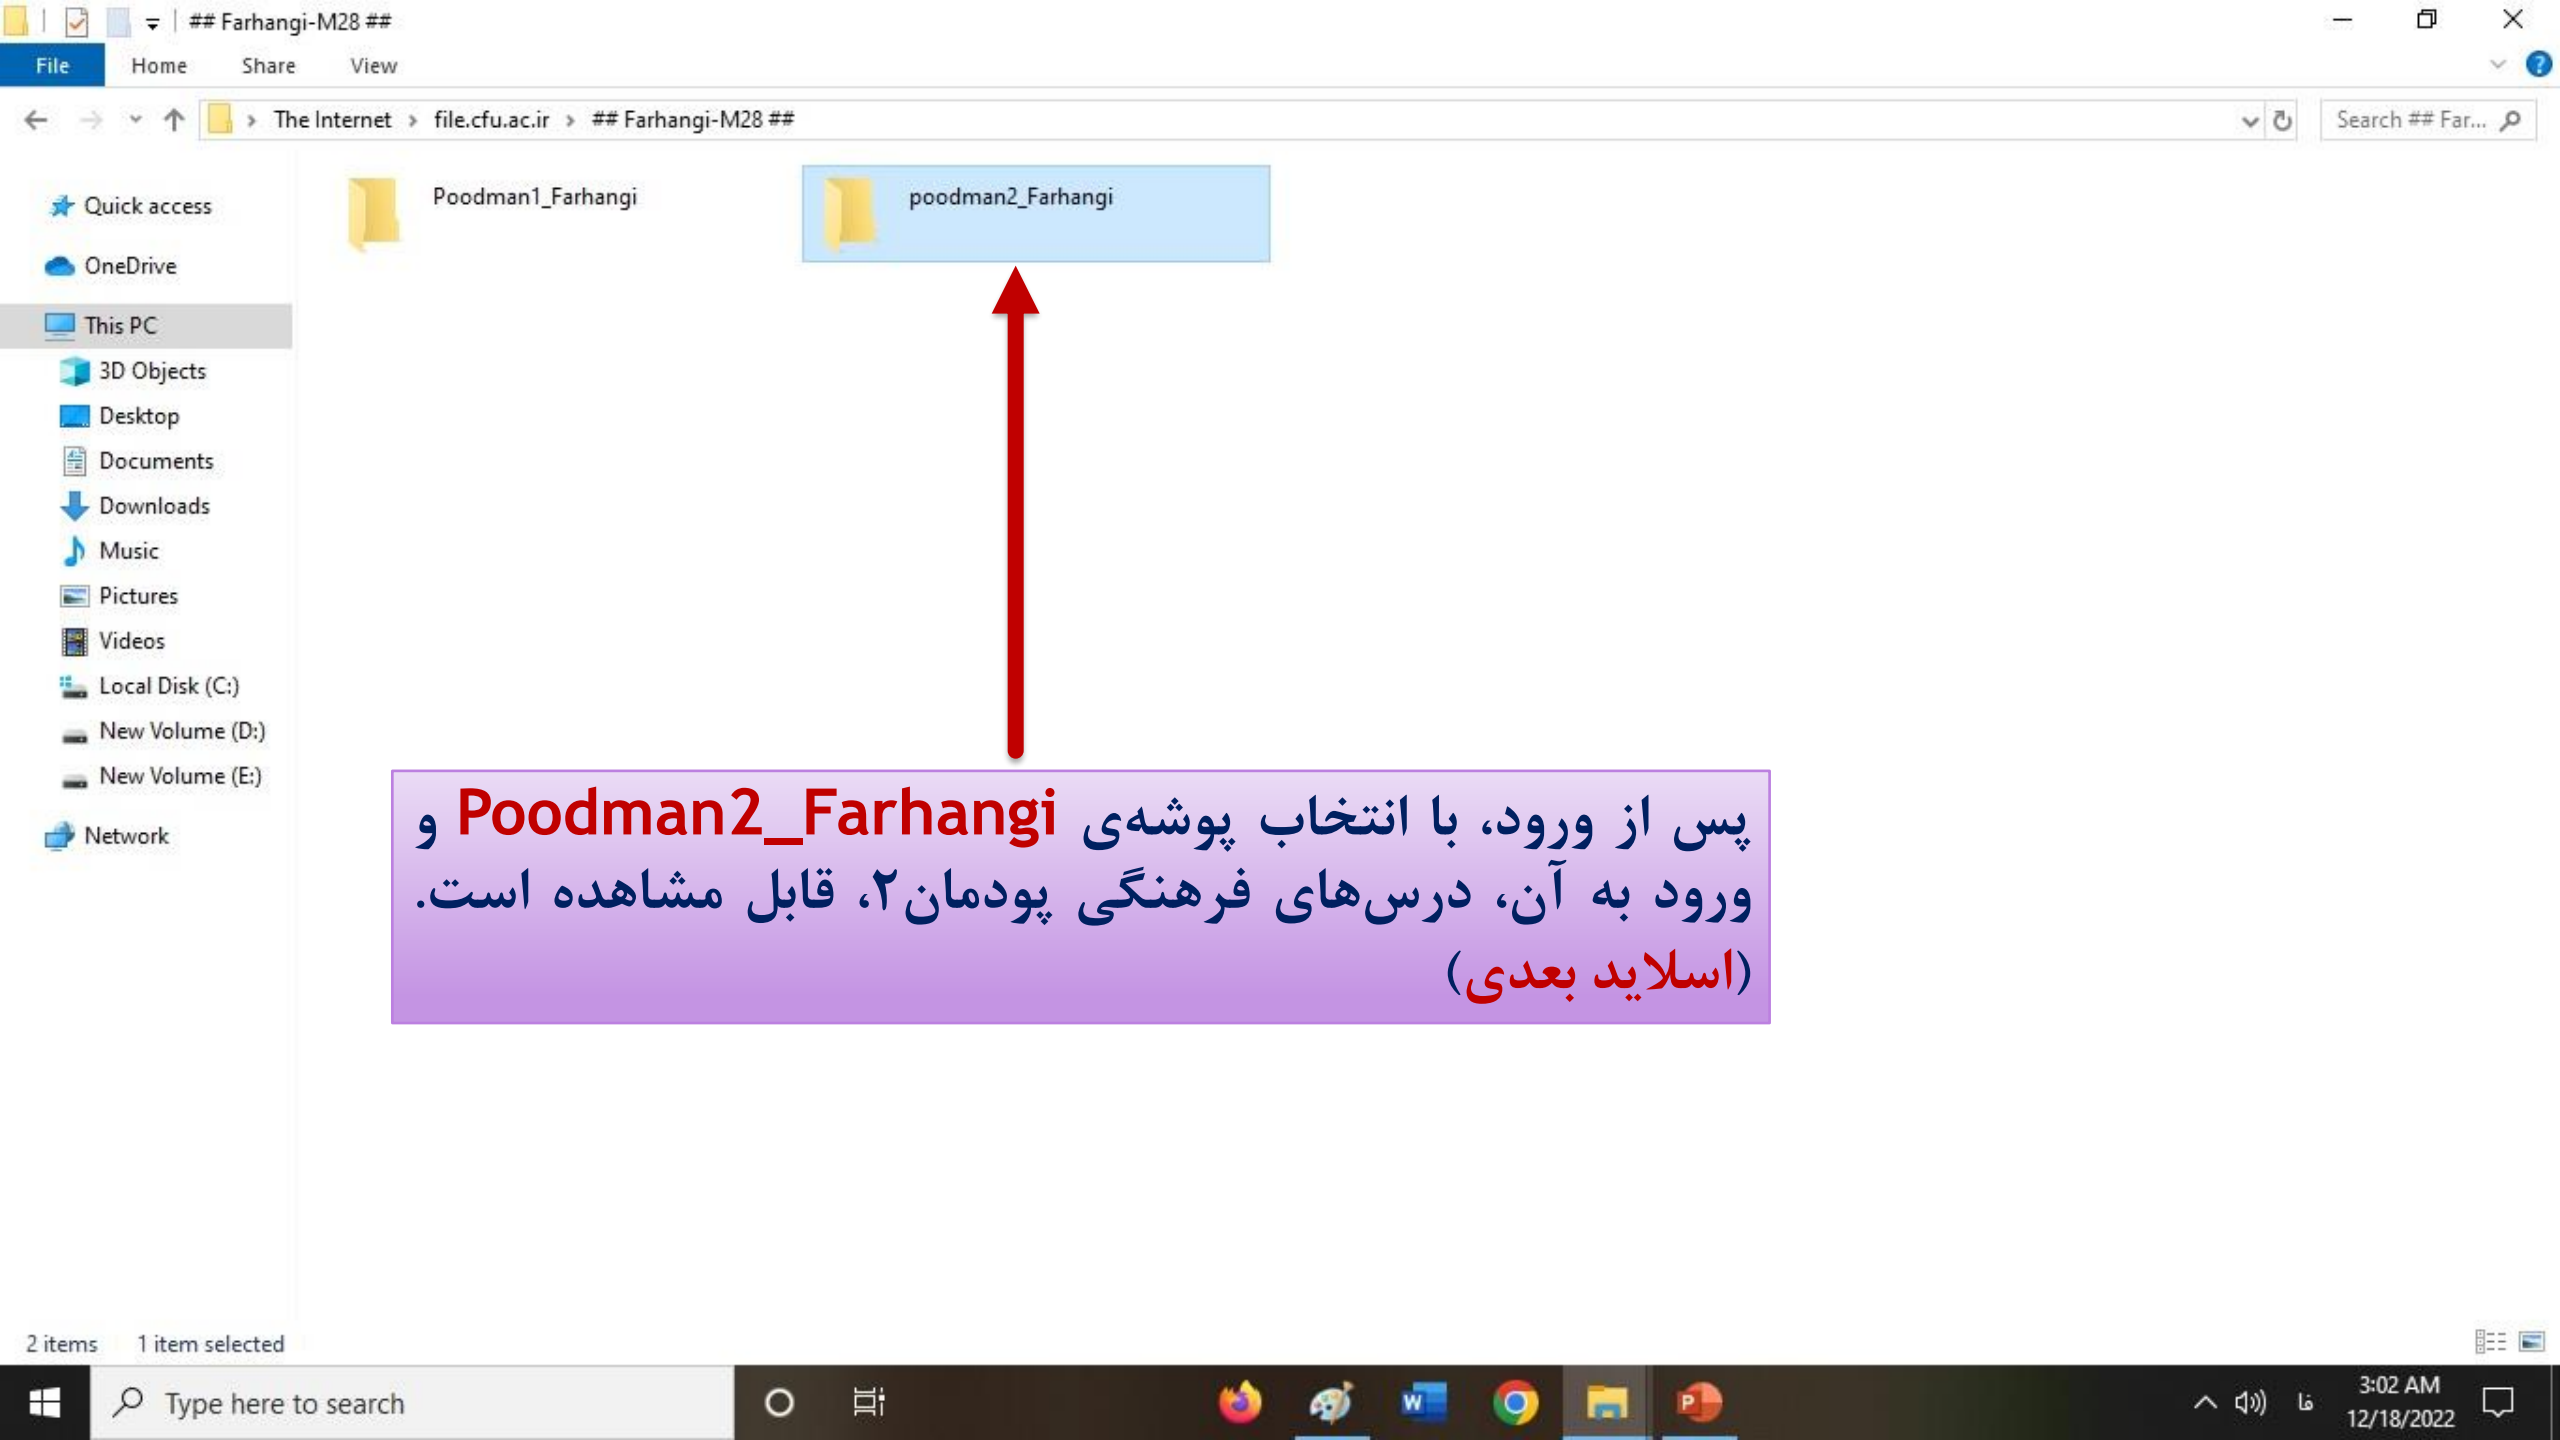 ## Farhangi-M28 ##
File Home Share View
The Internet > file.cfu.ac.ir > ## Farhangi-M28 ##
Search ## Far...
Quick access
OneDrive
This PC
3D Objects
Desktop
Documents
Downloads
Music
Pictures
Videos
Local Disk (C:)
New Volume (D:)
New Volume (E:)
Network
Poodman1_Farhangi
poodman2_Farhangi
پس از ورود، با انتخاب پوشه‌ی Poodman2_Farhangi و
ورود به آن، درس‌های فرهنگی پودمان۲، قابل مشاهده است.
(اسلاید بعدی)
2 items 1 item selected
Type here to search
فا
3:02 AM
12/18/2022